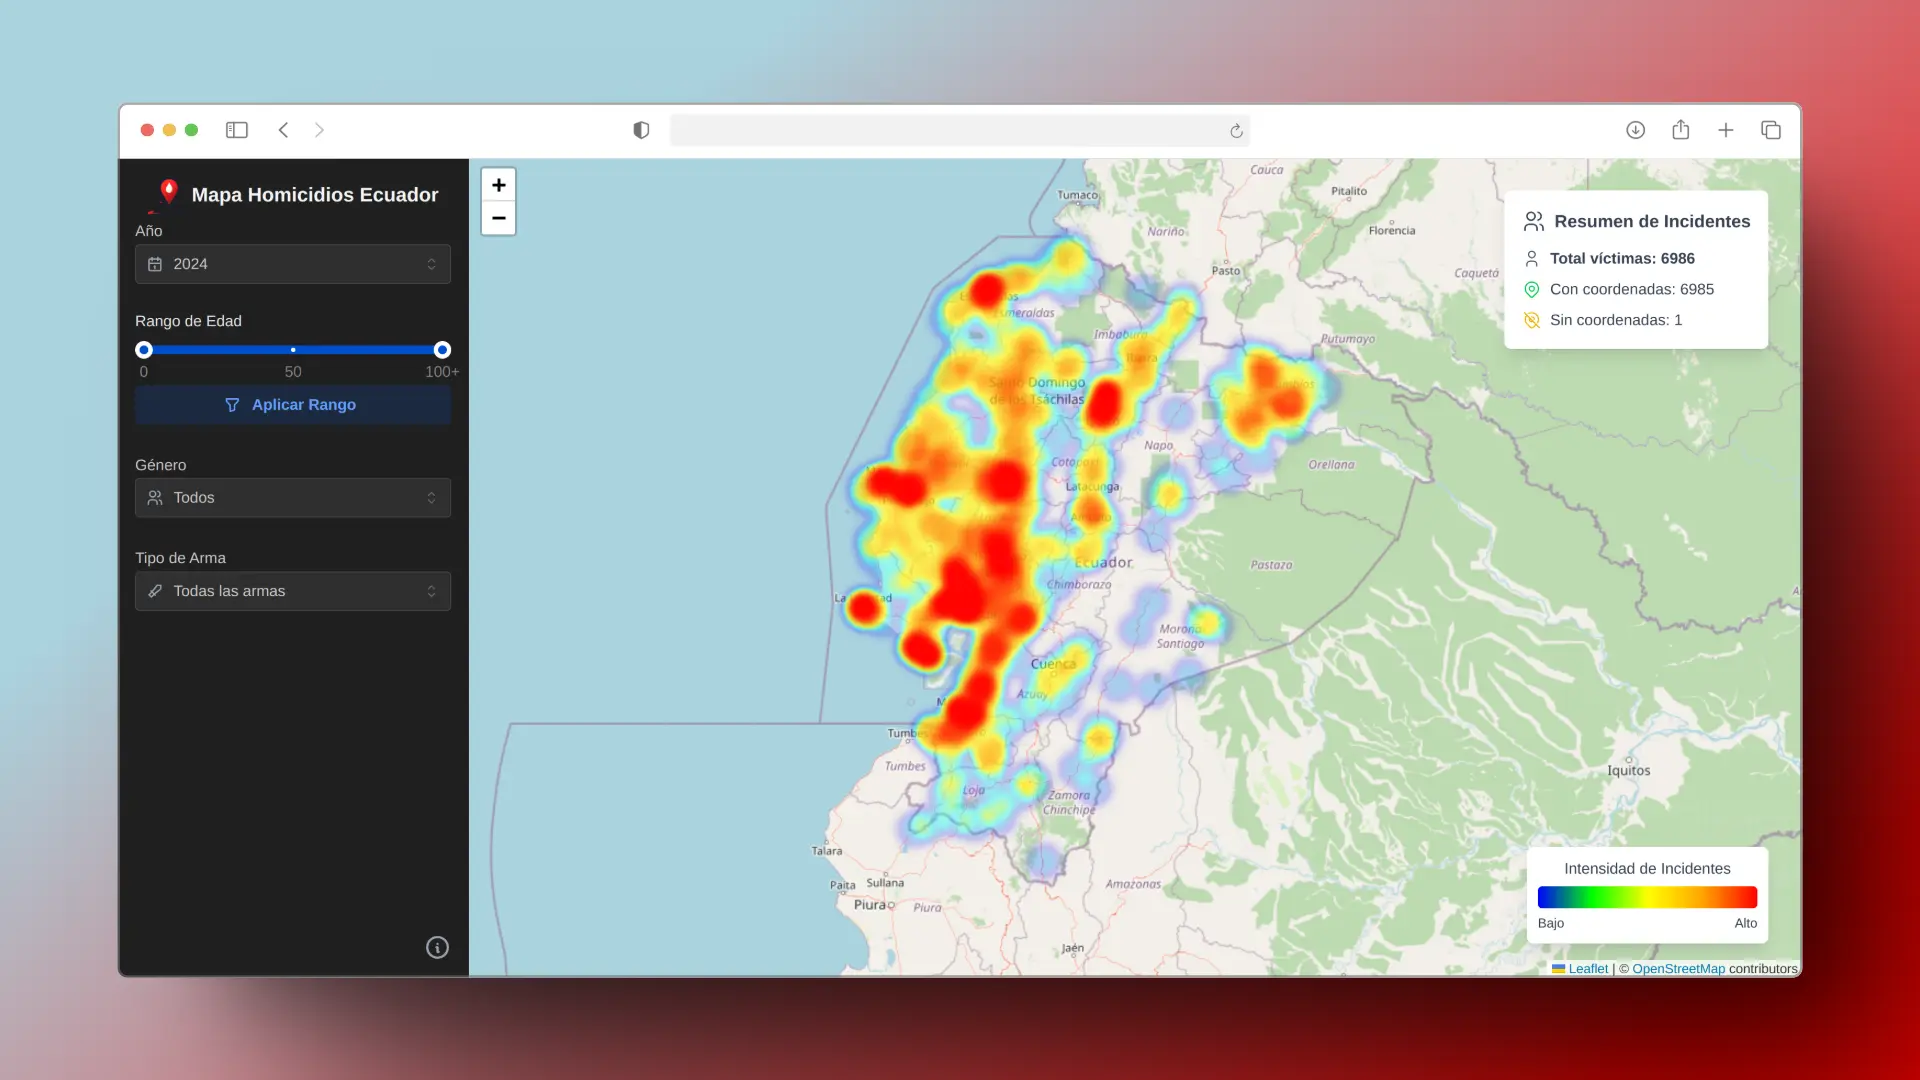 Mapa Homicidios Ecuador
Año
2024
Rango de Edad
0
50
100+
Aplicar Rango
Género
Todos
Tipo de Arma
Todas las armas
+
−
Cauca
Tumaco
Pitalito
Nariño
Florencia
Pasto
Caquetá
Esmeraldas
Imbabura
Ibarra
Putumayo
Santo Domingo
de los Tsáchilas
Napo
Cotopaxi
Orellana
Latacunga
Ambato
Ecuador
Pastaza
Chimborazo
Morona
Santiago
Cuenca
Azuay
Tumbes
Tumbes
Loja
Zamora
Chinchipe
Iquitos
Talara
Paita
Sullana
Amazonas
Piura
Piura
Jaén
Resumen de Incidentes
Total víctimas: 6986
Con coordenadas: 6985
Sin coordenadas: 1
Intensidad de Incidentes
Bajo
Alto
Leaflet | © OpenStreetMap contributors